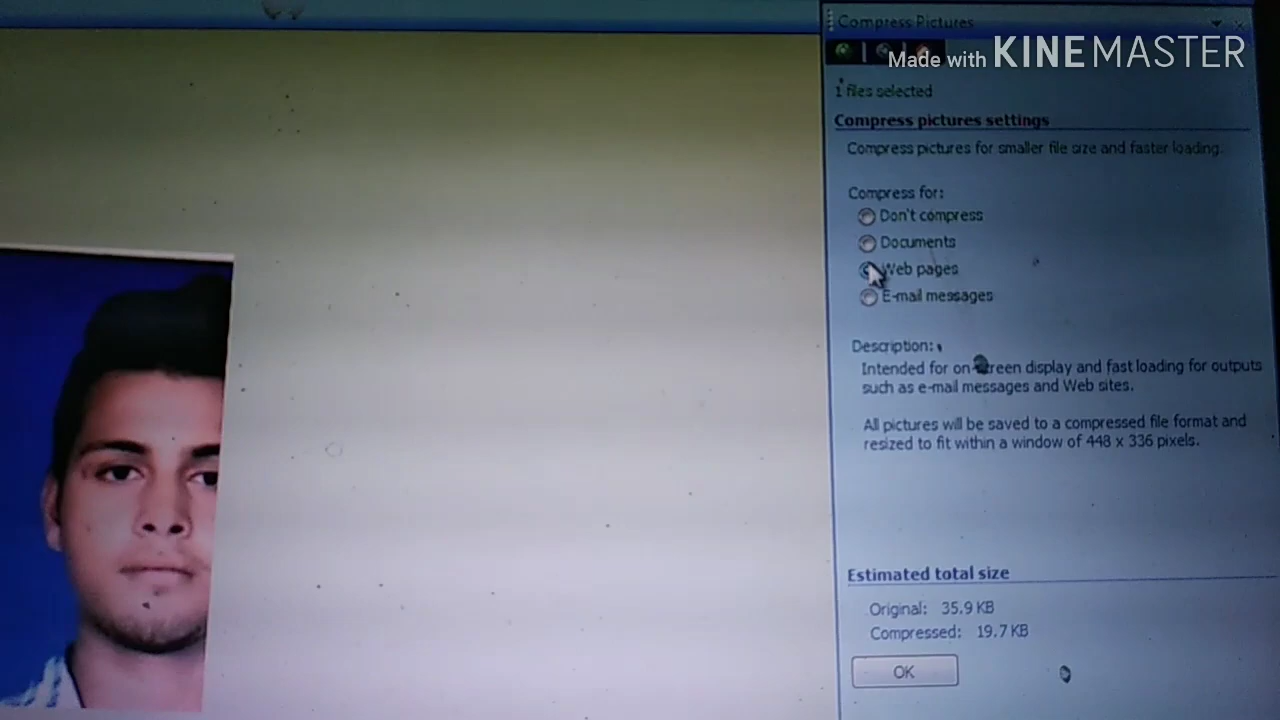 Compress Pictures
Made with KINEMASTER
1 files selected
Compress pictures settings
Compress pictures for smaller file size and faster loading.
Compress for:
Don't compress
Documents
Web pages
E-mail messages
Description:
Intended for on-screen display and fast loading for outputs
such as e-mail messages and Web sites.
All pictures will be saved to a compressed file format and
resized to fit within a window of 448 x 336 pixels.
Estimated total size
Original: 35.9 KB
Compressed: 19.7 KB
OK